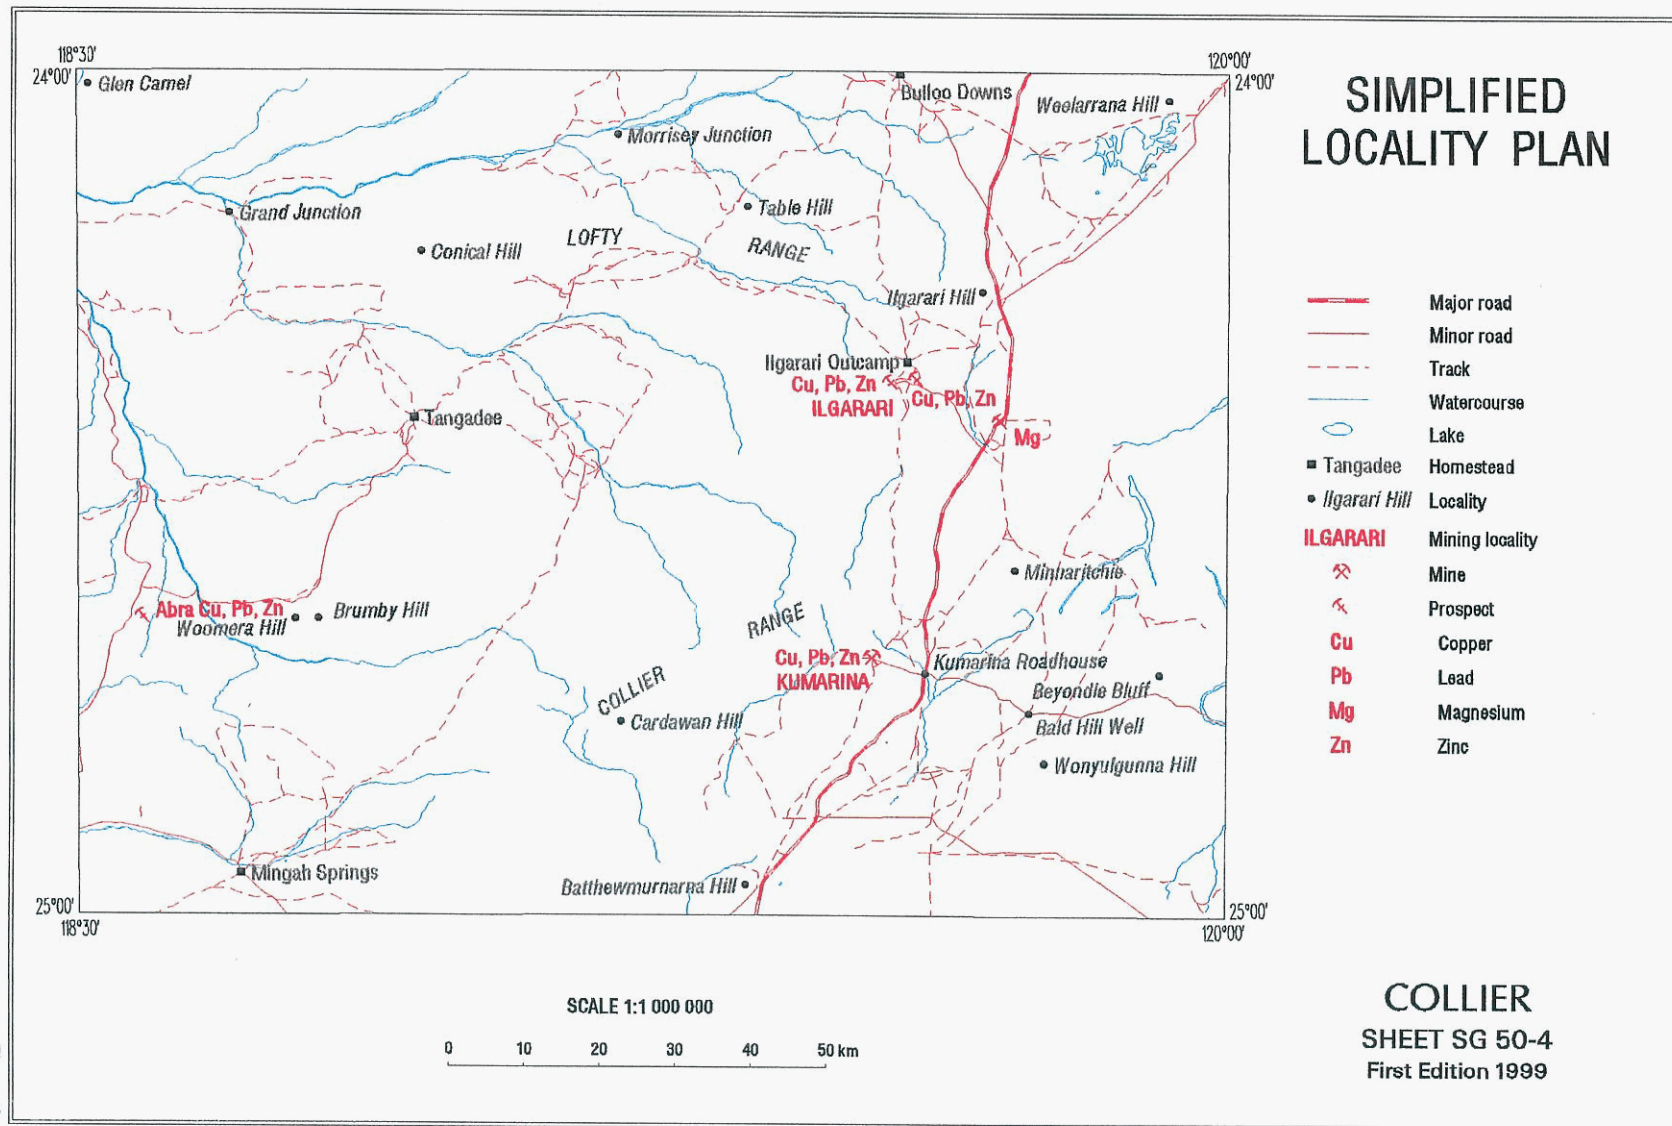 118°30'
120°00'
24°00'
24°00'
Glen Camel
Bulloo Downs
Weelarrana Hill
Morrisey Junction
Grand Junction
Table Hill
Conical Hill
LOFTY
RANGE
Ilgarari Hill
Ilgarari Outcamp
Cu, Pb, Zn
Cu, Pb, Zn
ILGARARI
Tangadee
Mg
Minharitchie
Abra Cu, Pb, Zn
Brumby Hill
Woomera Hill
RANGE
Cu, Pb, Zn
KUMARINA
Kumarina Roadhouse
COLLIER
Beyondie Bluff
Cardawan Hill
Bald Hill Well
Wonyulgunna Hill
Mingah Springs
Batthewmurnarna Hill
25°00'
25°00'
118°30'
120°00'
SIMPLIFIED
LOCALITY PLAN
Major road
Minor road
Track
Watercourse
Lake
Tangadee Homestead
Ilgarari Hill Locality
ILGARARI Mining locality
Mine
Prospect
Cu Copper
Pb Lead
Mg Magnesium
Zn Zinc
SCALE 1:1 000 000
0 10 20 30 40 50 km
COLLIER
SHEET SG 50-4
First Edition 1999